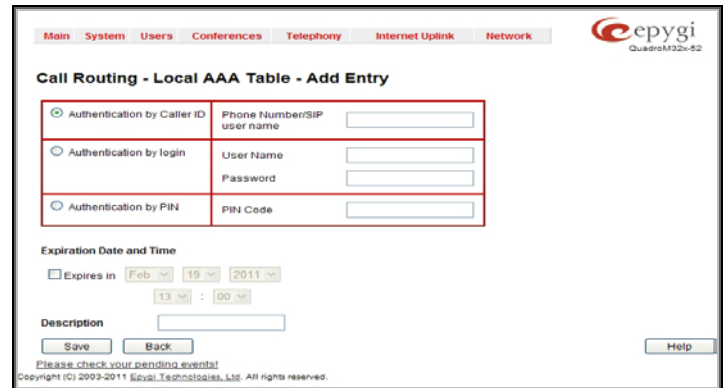 Main System Users Conferences Telephony Internet Uplink Network
epygi
QuadroM32x-52
Call Routing - Local AAA Table - Add Entry
Authentication by Caller ID Phone Number/SIP user name
Authentication by login User Name
Password
Authentication by PIN PIN Code
Expiration Date and Time
Expires in Feb 19 2011
13 : 00
Description
Save Back Help
Please check your pending events!
Copyright (C) 2003-2011 Epygi Technologies, Ltd. All rights reserved.